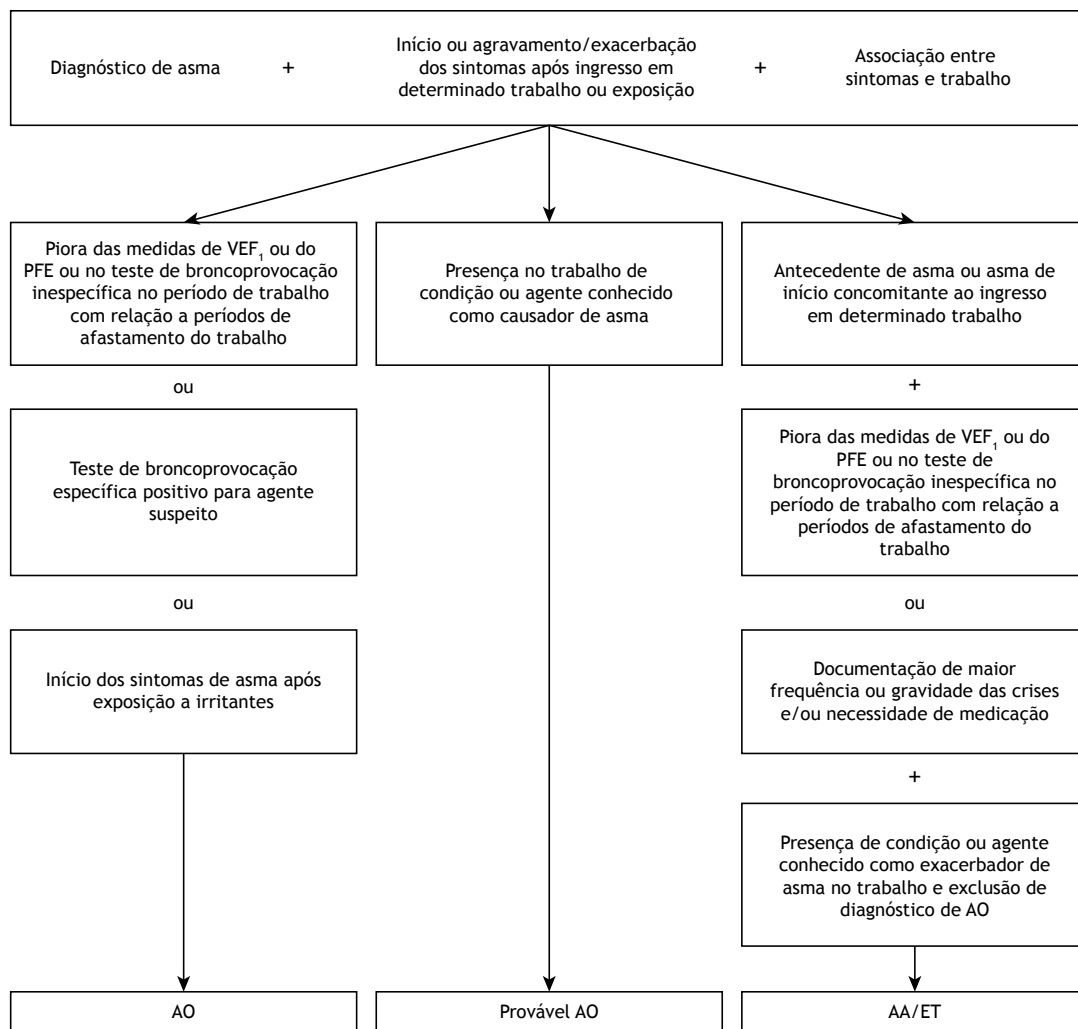 Diagnóstico de asma
+
Início ou agravamento/exacerbação
dos sintomas após ingresso em
determinado trabalho ou exposição
+
Associação entre
sintomas e trabalho
Piora das medidas de VEF₁ ou do
PFE ou no teste de broncoprovocação
inespecífica no período de trabalho
com relação a períodos de
afastamento do trabalho
ou
Teste de broncoprovocação
específica positivo para agente
suspeito
ou
Início dos sintomas de asma após
exposição a irritantes
AO
Presença no trabalho de
condição ou agente conhecido
como causador de asma
Provável AO
Antecedente de asma ou asma de
início concomitante ao ingresso
em determinado trabalho
+
Piora das medidas de VEF₁ ou do
PFE ou no teste de
broncoprovocação inespecífica no
período de trabalho com relação a
períodos de afastamento do
trabalho
ou
Documentação de maior
frequência ou gravidade das crises
e/ou necessidade de medicação
+
Presença de condição ou agente
conhecido como exacerbador de
asma no trabalho e exclusão de
diagnóstico de AO
AA/ET